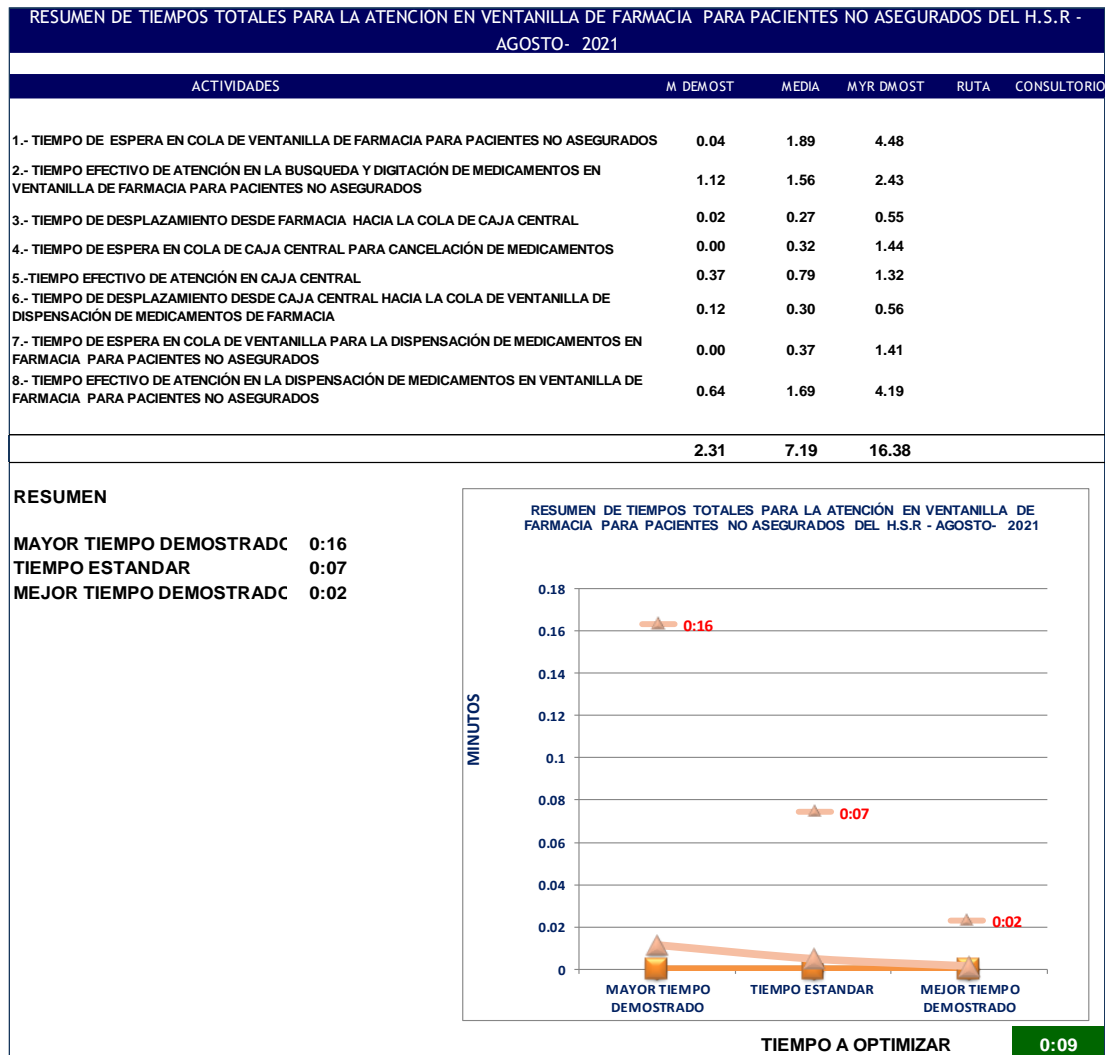 RESUMEN DE TIEMPOS TOTALES PARA LA ATENCION EN VENTANILLA DE FARMACIA PARA PACIENTES NO ASEGURADOS DEL H.S.R -
AGOSTO- 2021
ACTIVIDADES M DEMOST MEDIA MYR DMOST RUTA CONSULTORIO
1.- TIEMPO DE ESPERA EN COLA DE VENTANILLA DE FARMACIA PARA PACIENTES NO ASEGURADOS 0.04 1.89 4.48
2.- TIEMPO EFECTIVO DE ATENCIÓN EN LA BUSQUEDA Y DIGITACIÓN DE MEDICAMENTOS EN
VENTANILLA DE FARMACIA PARA PACIENTES NO ASEGURADOS 1.12 1.56 2.43
3.- TIEMPO DE DESPLAZAMIENTO DESDE FARMACIA HACIA LA COLA DE CAJA CENTRAL 0.02 0.27 0.55
4.- TIEMPO DE ESPERA EN COLA DE CAJA CENTRAL PARA CANCELACIÓN DE MEDICAMENTOS 0.00 0.32 1.44
5.-TIEMPO EFECTIVO DE ATENCIÓN EN CAJA CENTRAL 0.37 0.79 1.32
6.- TIEMPO DE DESPLAZAMIENTO DESDE CAJA CENTRAL HACIA LA COLA DE VENTANILLA DE
DISPENSACIÓN DE MEDICAMENTOS DE FARMACIA 0.12 0.30 0.56
7.- TIEMPO DE ESPERA EN COLA DE VENTANILLA PARA LA DISPENSACIÓN DE MEDICAMENTOS EN
FARMACIA PARA PACIENTES NO ASEGURADOS 0.00 0.37 1.41
8.- TIEMPO EFECTIVO DE ATENCIÓN EN LA DISPENSACIÓN DE MEDICAMENTOS EN VENTANILLA DE
FARMACIA PARA PACIENTES NO ASEGURADOS 0.64 1.69 4.19
2.31 7.19 16.38
RESUMEN
MAYOR TIEMPO DEMOSTRADO 0:16
TIEMPO ESTANDAR 0:07
MEJOR TIEMPO DEMOSTRADO 0:02
RESUMEN DE TIEMPOS TOTALES PARA LA ATENCIÓN EN VENTANILLA DE
FARMACIA PARA PACIENTES NO ASEGURADOS DEL H.S.R - AGOSTO- 2021
MINUTOS
0.18
0.16
0.14
0.12
0.1
0.08
0.06
0.04
0.02
0
0:16
0:07
0:02
MAYOR TIEMPO
DEMOSTRADO
TIEMPO ESTANDAR
MEJOR TIEMPO
DEMOSTRADO
TIEMPO A OPTIMIZAR 0:09